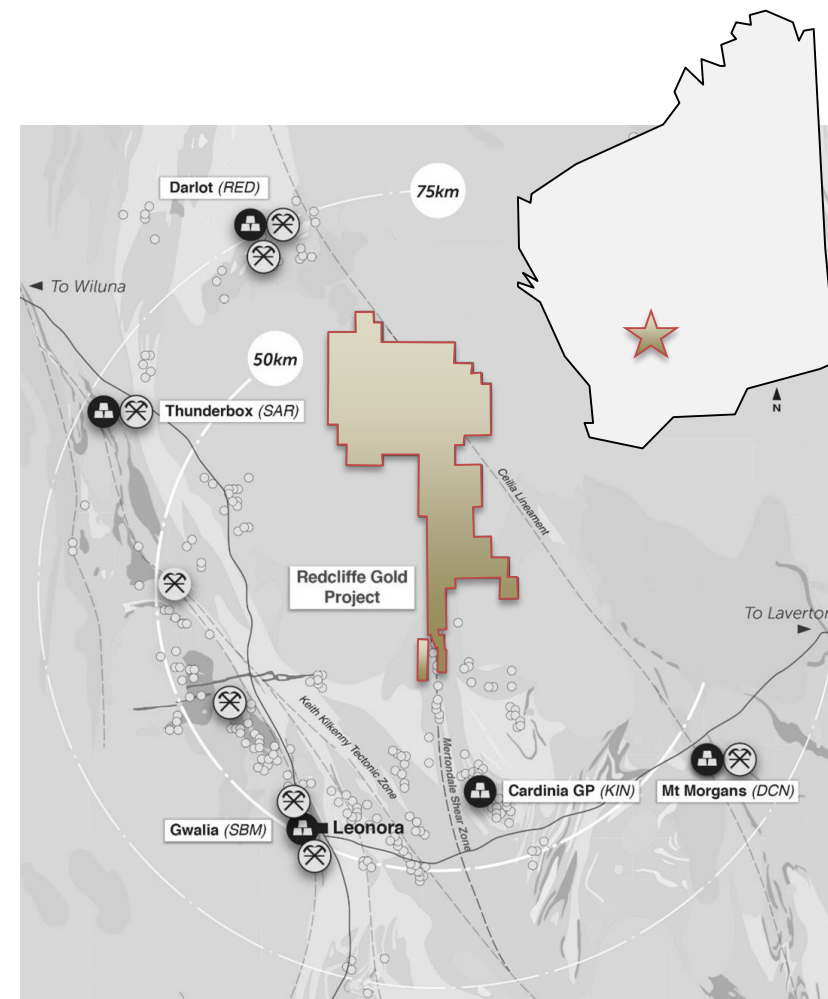 Darlot (RED)
75km
To Wiluna
50km
N
Thunderbox (SAR)
Ceilia Lineament
Redcliffe Gold
Project
To Laverton
Keith Kilkenny Tectonic Zone
Mertondale Shear Zone
Cardinia GP (KIN)
Mt Morgans (DCN)
Gwalia (SBM)
Leonora